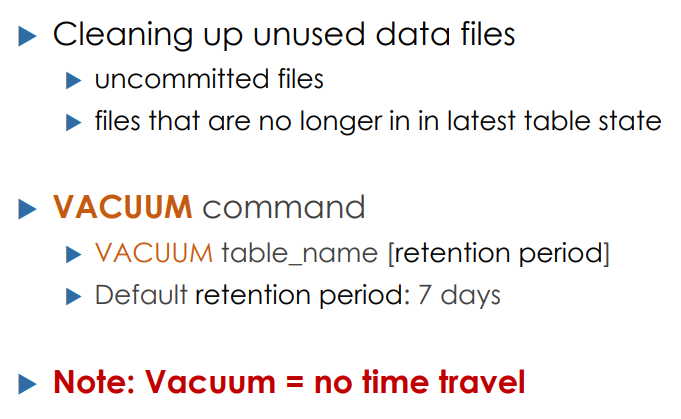 Cleaning up unused data files
uncommitted files
files that are no longer in in latest table state
VACUUM command
VACUUM table_name [retention period]
Default retention period: 7 days
Note: Vacuum = no time travel